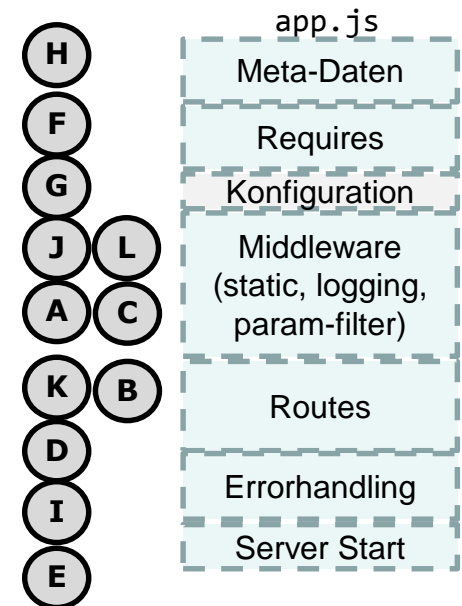 app.js
H
Meta-Daten
F
Requires
G
Konfiguration
J L
Middleware
(static, logging,
A C
param-filter)
K B
Routes
D
Errorhandling
I
Server Start
E